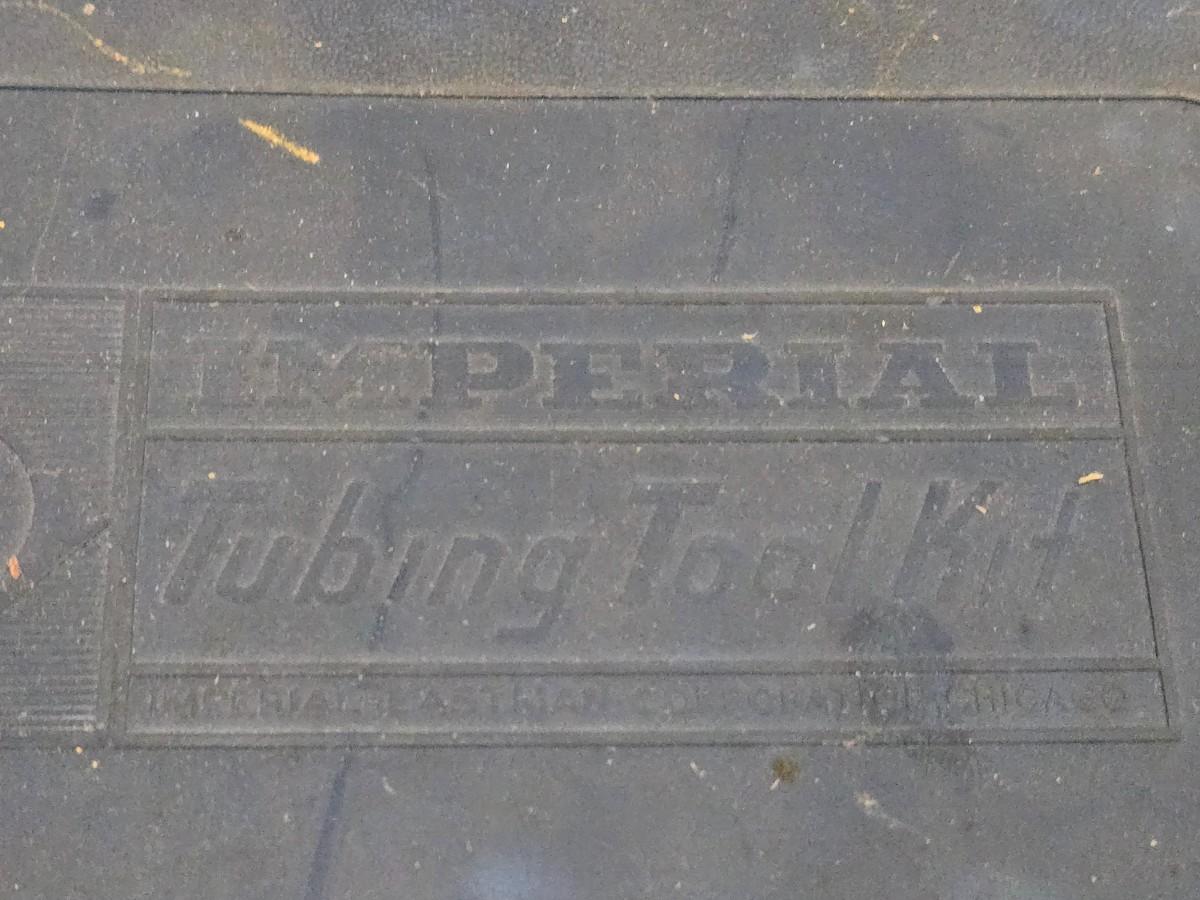 IMPERIAL
Tubing Tool Kit
IMPERIAL-EASTMAN CORPORATION CHICAGO